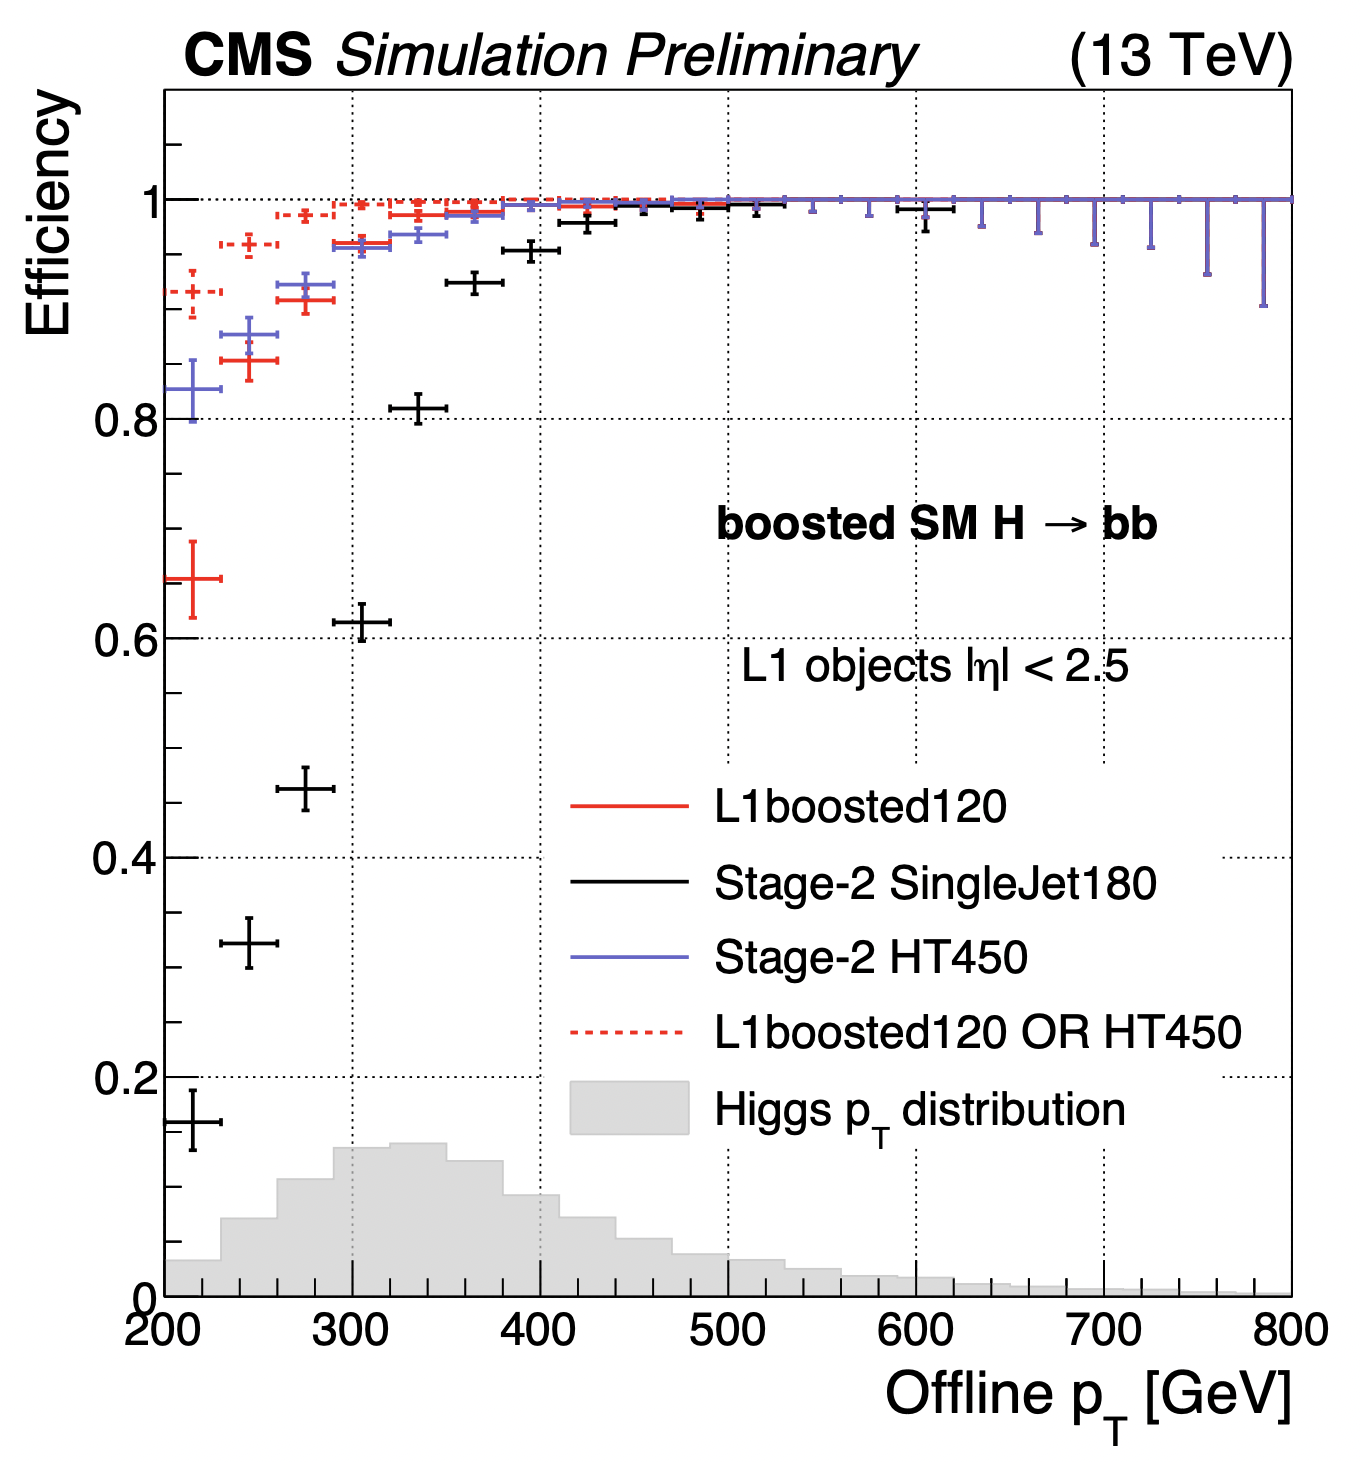 CMS Simulation Preliminary (13 TeV)
Efficiency
1
0.8
0.6
0.4
0.2
0
boosted SM H → bb
L1 objects |η| < 2.5
L1boosted120
Stage-2 SingleJet180
Stage-2 HT450
L1boosted120 OR HT450
Higgs pT distribution
200 300 400 500 600 700 800
Offline pT [GeV]